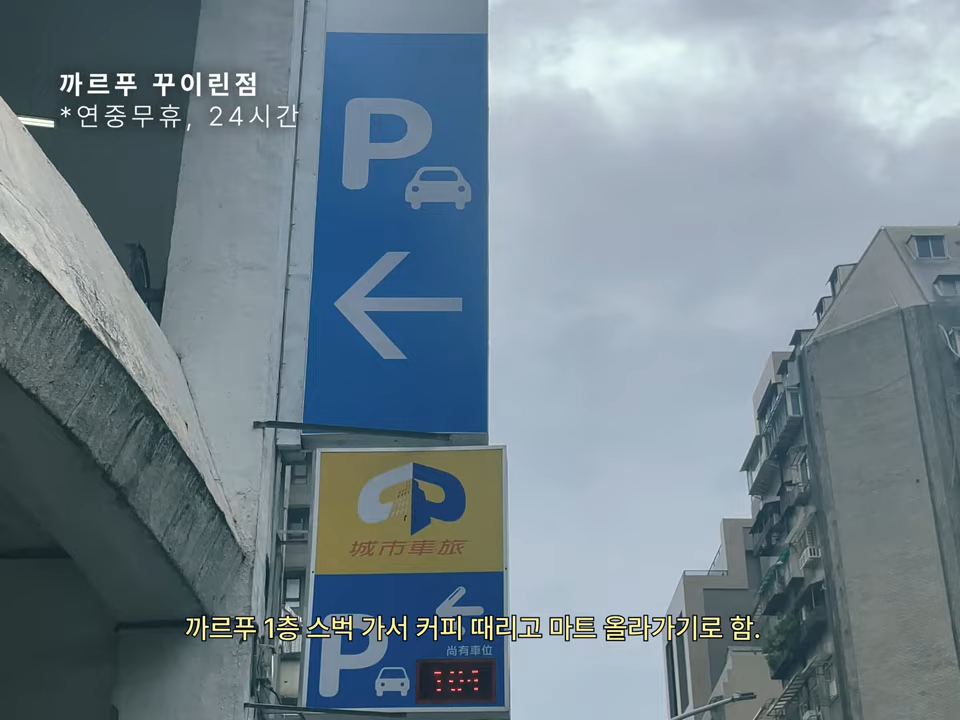 까르푸 꾸이린점
*연중무휴, 24시간
P
城市車旅
까르푸 1층 스벅 가서 커피 때리고 마트 올라가기로 함.
尚有車位
P